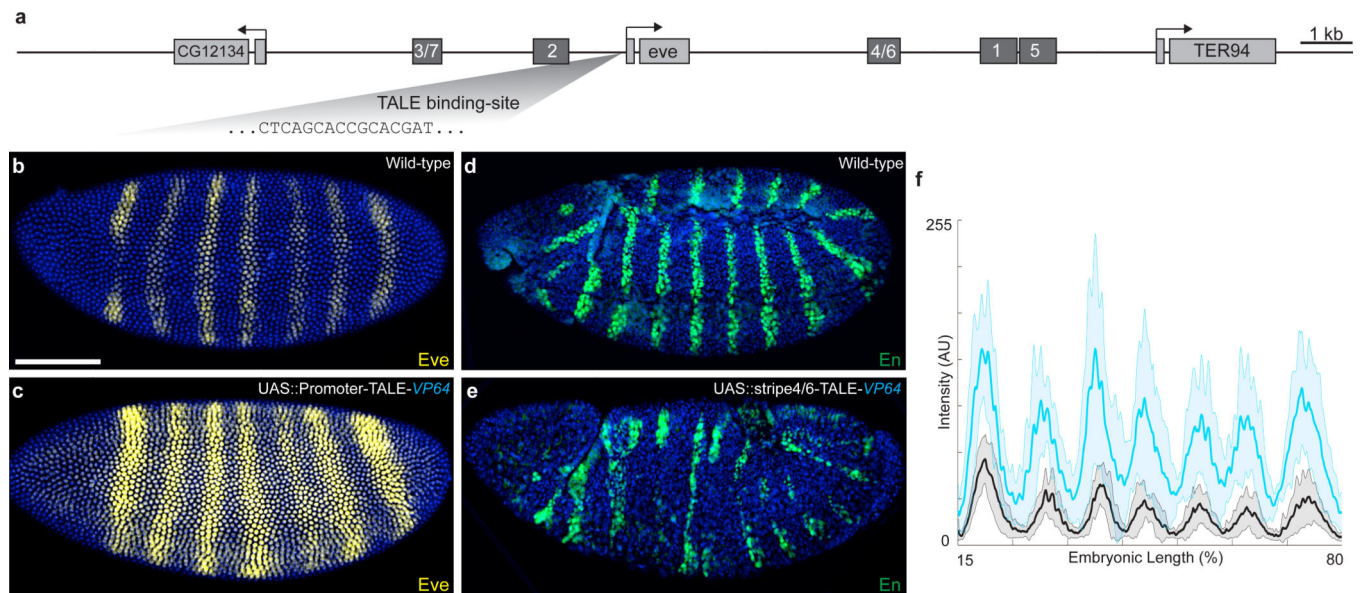 a
CG12134
3/7
2
eve
4/6
1
5
TER94
1 kb
TALE binding-site
...CTCAGCACCGCACGAT...
b
Wild-type
Eve
d
Wild-type
En
c
UAS::Promoter-TALE-VP64
Eve
e
UAS::stripe4/6-TALE-VP64
En
f
255
Intensity (AU)
0
15
Embryonic Length (%)
80